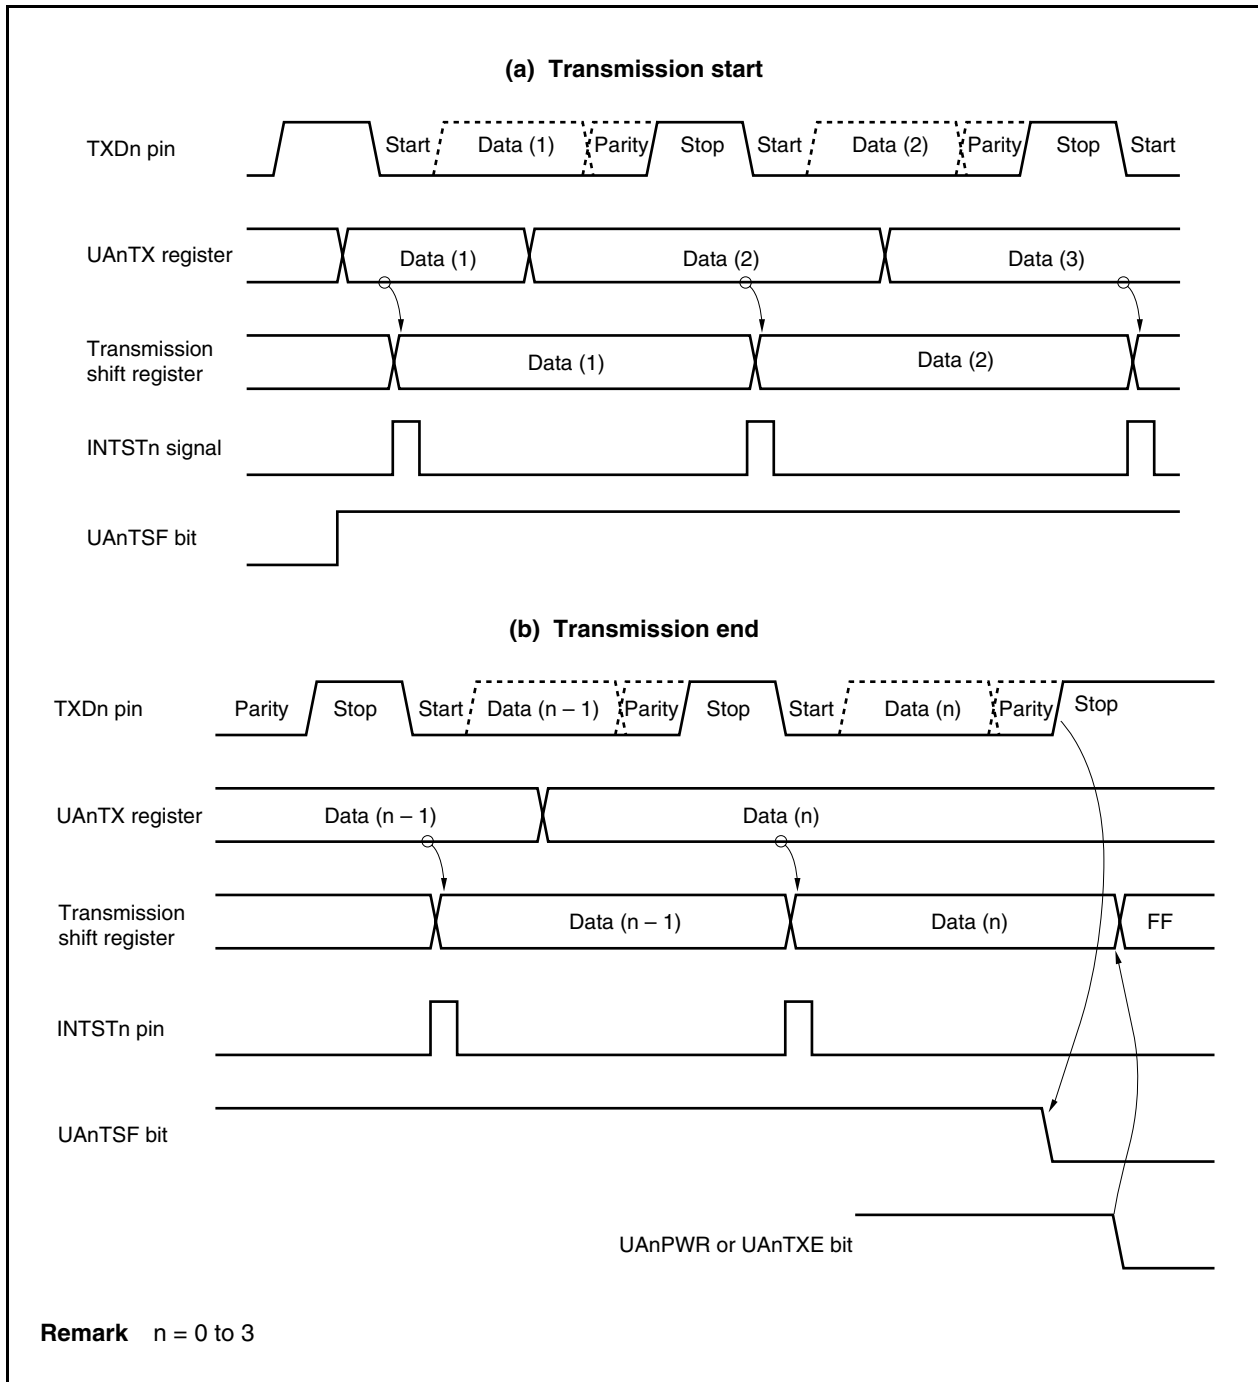 (a) Transmission start
TXDn pin
Start Data (1) Parity Stop Start Data (2) Parity Stop Start
UAnTX register
Data (1) Data (2) Data (3)
Transmission
shift register
Data (1) Data (2)
INTSTn signal
UAnTSF bit
(b) Transmission end
TXDn pin
Parity Stop Start Data (n – 1) Parity Stop Start Data (n) Parity Stop
UAnTX register
Data (n – 1) Data (n)
Transmission
shift register
Data (n – 1) Data (n) FF
INTSTn pin
UAnTSF bit
UAnPWR or UAnTXE bit
Remark n = 0 to 3